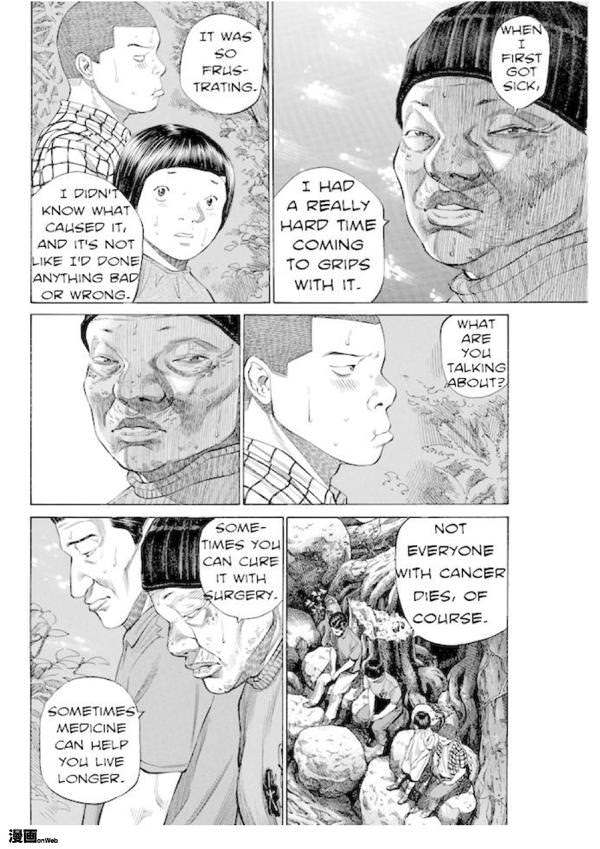 WHEN
I
FIRST
GOT
SICK,
I HAD
A REALLY
HARD TIME
COMING
TO GRIPS
WITH IT.
IT WAS
SO
FRUS-
TRATING.
I DIDN'T
KNOW WHAT
CAUSED IT,
AND IT'S NOT
LIKE I'D DONE
ANYTHING BAD
OR WRONG.
WHAT
ARE
YOU
TALKING
ABOUT?
NOT
EVERYONE
WITH CANCER
DIES, OF
COURSE.
SOME-
TIMES YOU
CAN CURE
IT WITH
SURGERY.
SOMETIMES
MEDICINE
CAN HELP
YOU LIVE
LONGER.
漫画onWeb